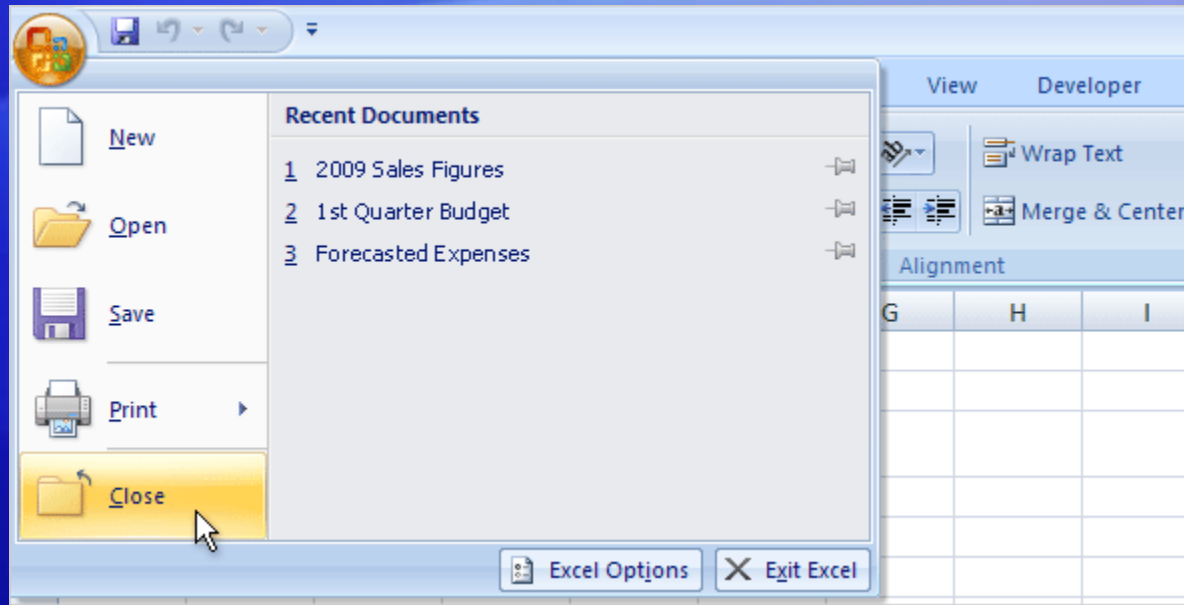 View Developer
Recent Documents
New
1 2009 Sales Figures
Wrap Text
2 1st Quarter Budget
Merge & Center
Open
3 Forecasted Expenses
Alignment
Save
G H I
Print
Close
Excel Options Exit Excel